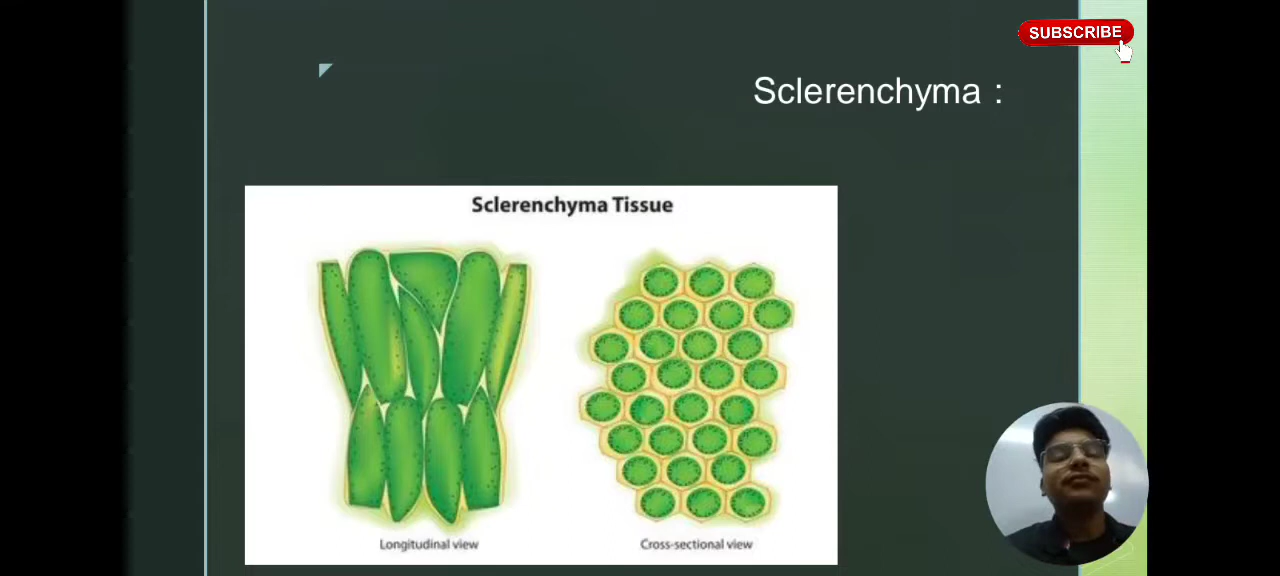 SUBSCRIBE
Sclerenchyma :
Sclerenchyma Tissue
Longitudinal view
Cross-sectional view